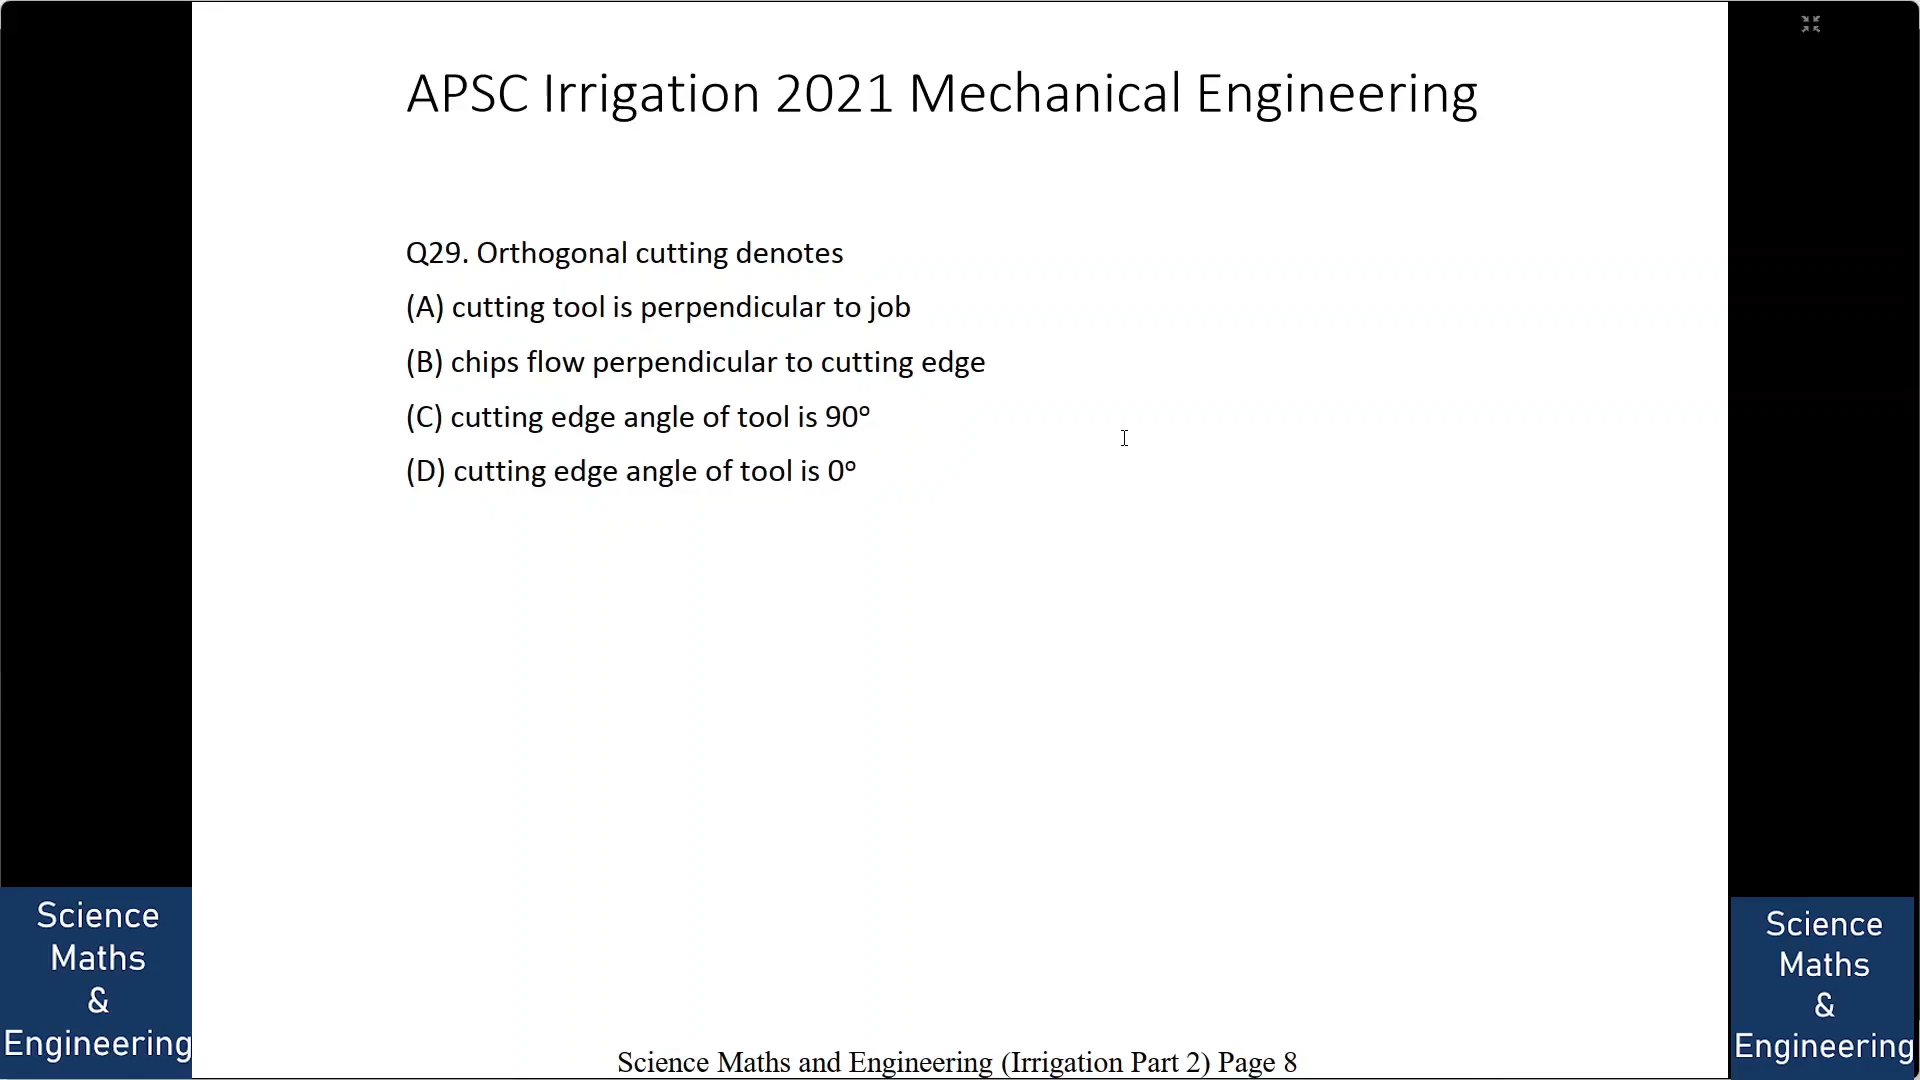 APSC Irrigation 2021 Mechanical Engineering
Q29. Orthogonal cutting denotes
(A) cutting tool is perpendicular to job
(B) chips flow perpendicular to cutting edge
(C) cutting edge angle of tool is 90°
(D) cutting edge angle of tool is 0°
Science
Maths
&
Engineering
Science
Maths
&
Engineering
Science Maths and Engineering (Irrigation Part 2) Page 8